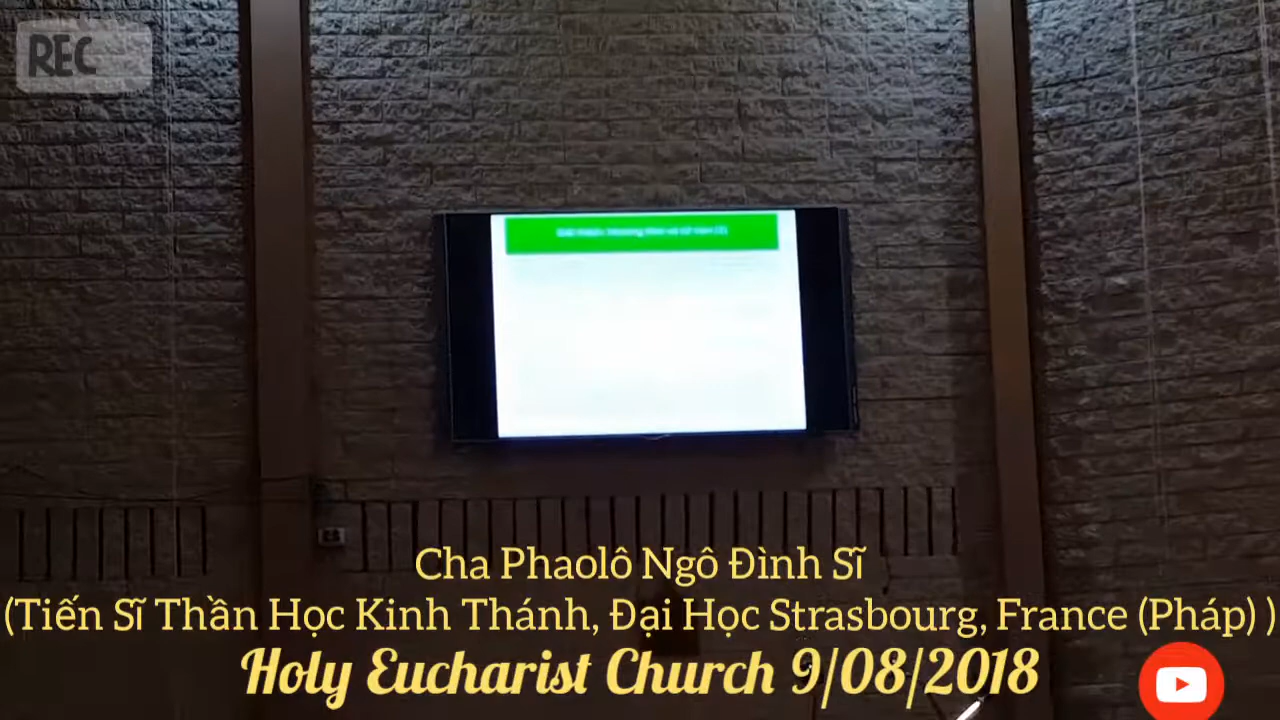 REC
Cha Phaolô Ngô Đình Sĩ
(Tiến Sĩ Thần Học Kinh Thánh, Đại Học Strasbourg, France (Pháp) )
Holy Eucharist Church 9/08/2018